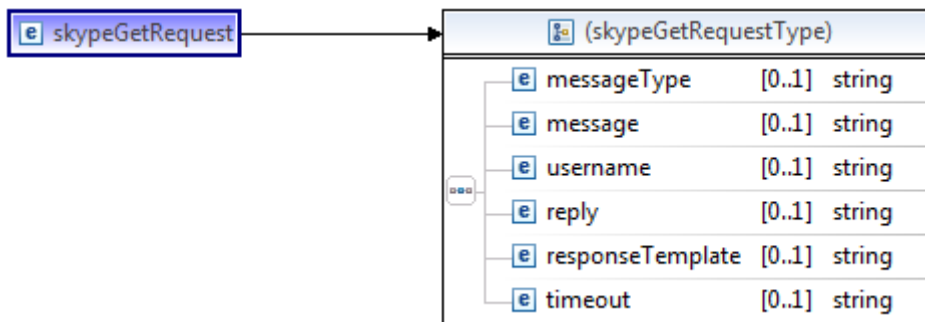 e skypeGetRequest
(skypeGetRequestType)
e messageType [0..1] string
e message [0..1] string
e username [0..1] string
e reply [0..1] string
e responseTemplate [0..1] string
e timeout [0..1] string